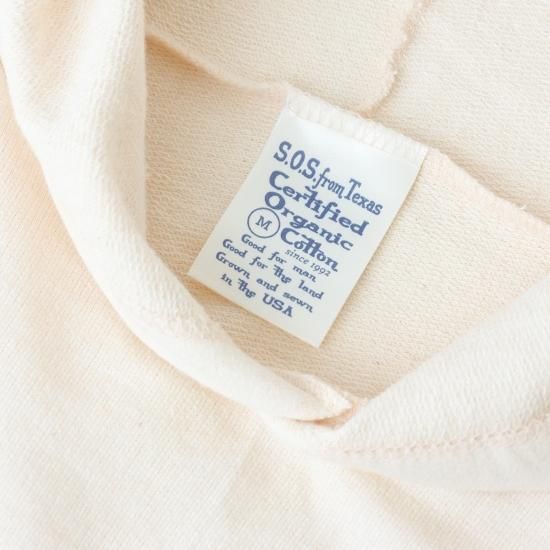 S.O.S. from Texas
Certified
Organic
M Cotton
since 1992
Good for man
Good for the land
Grown and sewn
in the USA